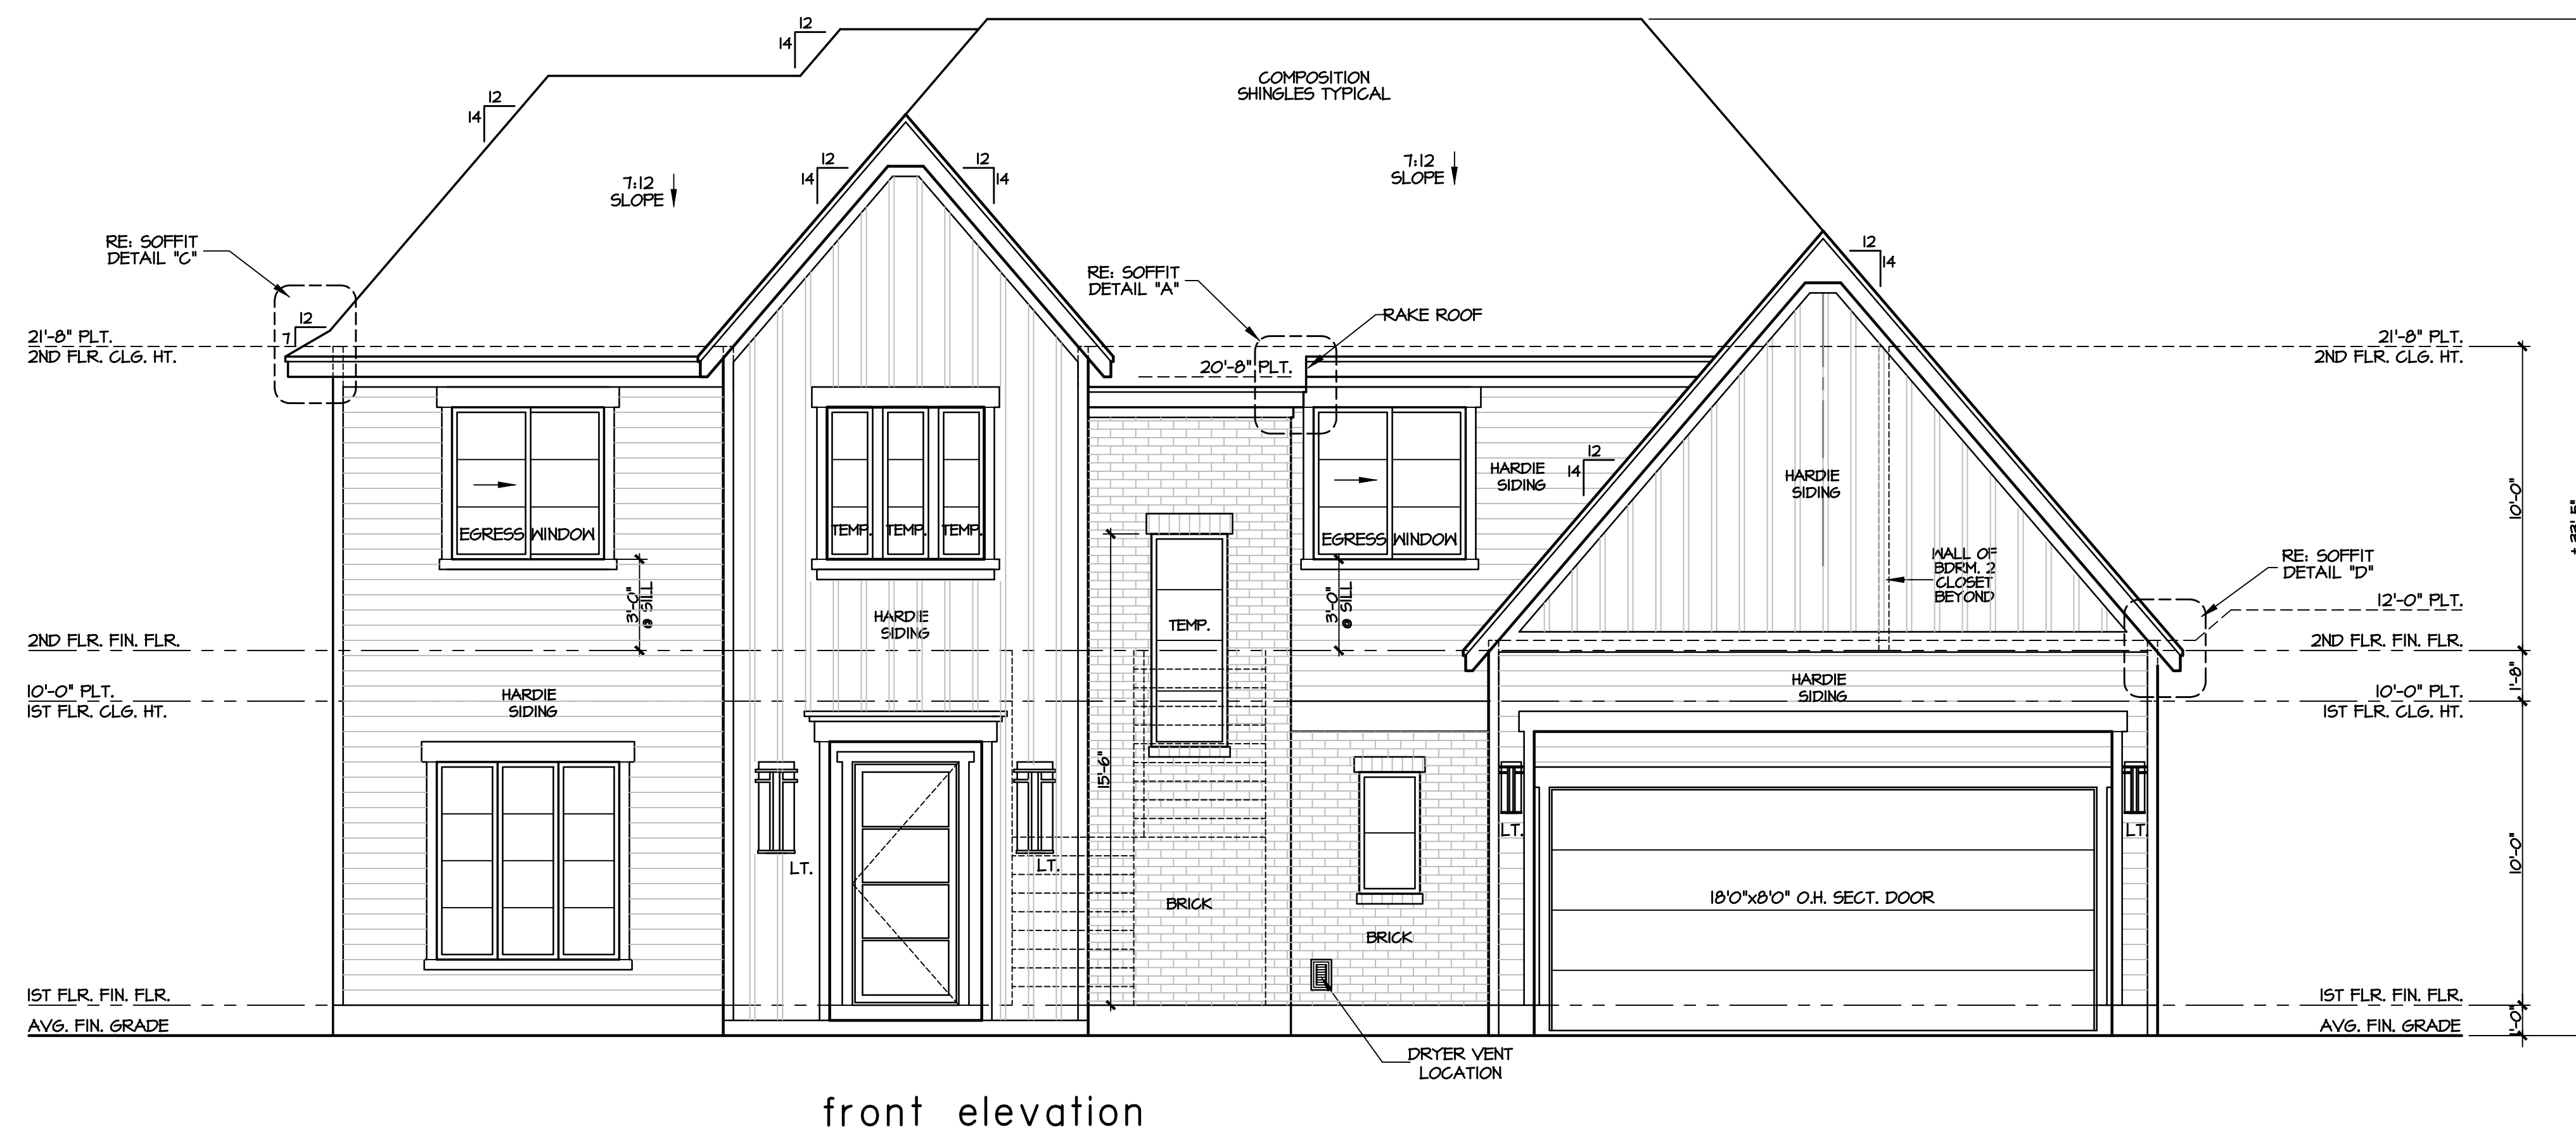 12
14
12
14
COMPOSITION
SHINGLES TYPICAL
12
14
12
14
7:12
SLOPE
7:12
SLOPE
RE: SOFFIT
DETAIL "C"
12
14
RE: SOFFIT
DETAIL "A"
RAKE ROOF
12
7
21'-8" PLT.
2ND FLR. CLG. HT.
20'-8" PLT.
21'-8" PLT.
2ND FLR. CLG. HT.
12
14
HARDIE
SIDING
HARDIE
SIDING
10'-0"
EGRESS WINDOW
TEMP. TEMP. TEMP.
EGRESS WINDOW
WALL OF
BDRM. 2
CLOSET
BEYOND
RE: SOFFIT
DETAIL "D"
3'-0"
@ SILL
HARDIE
SIDING
TEMP.
3'-0"
@ SILL
12'-0" PLT.
2ND FLR. FIN. FLR.
2ND FLR. FIN. FLR.
1'-8"
10'-0" PLT.
1ST FLR. CLG. HT.
HARDIE
SIDING
HARDIE
SIDING
10'-0" PLT.
1ST FLR. CLG. HT.
15'-6"
LT.
LT.
LT.
LT.
10'-0"
BRICK
18'0"x8'0" O.H. SECT. DOOR
BRICK
1ST FLR. FIN. FLR.
1ST FLR. FIN. FLR.
AVG. FIN. GRADE
AVG. FIN. GRADE
1'-0"
DRYER VENT
LOCATION
front elevation